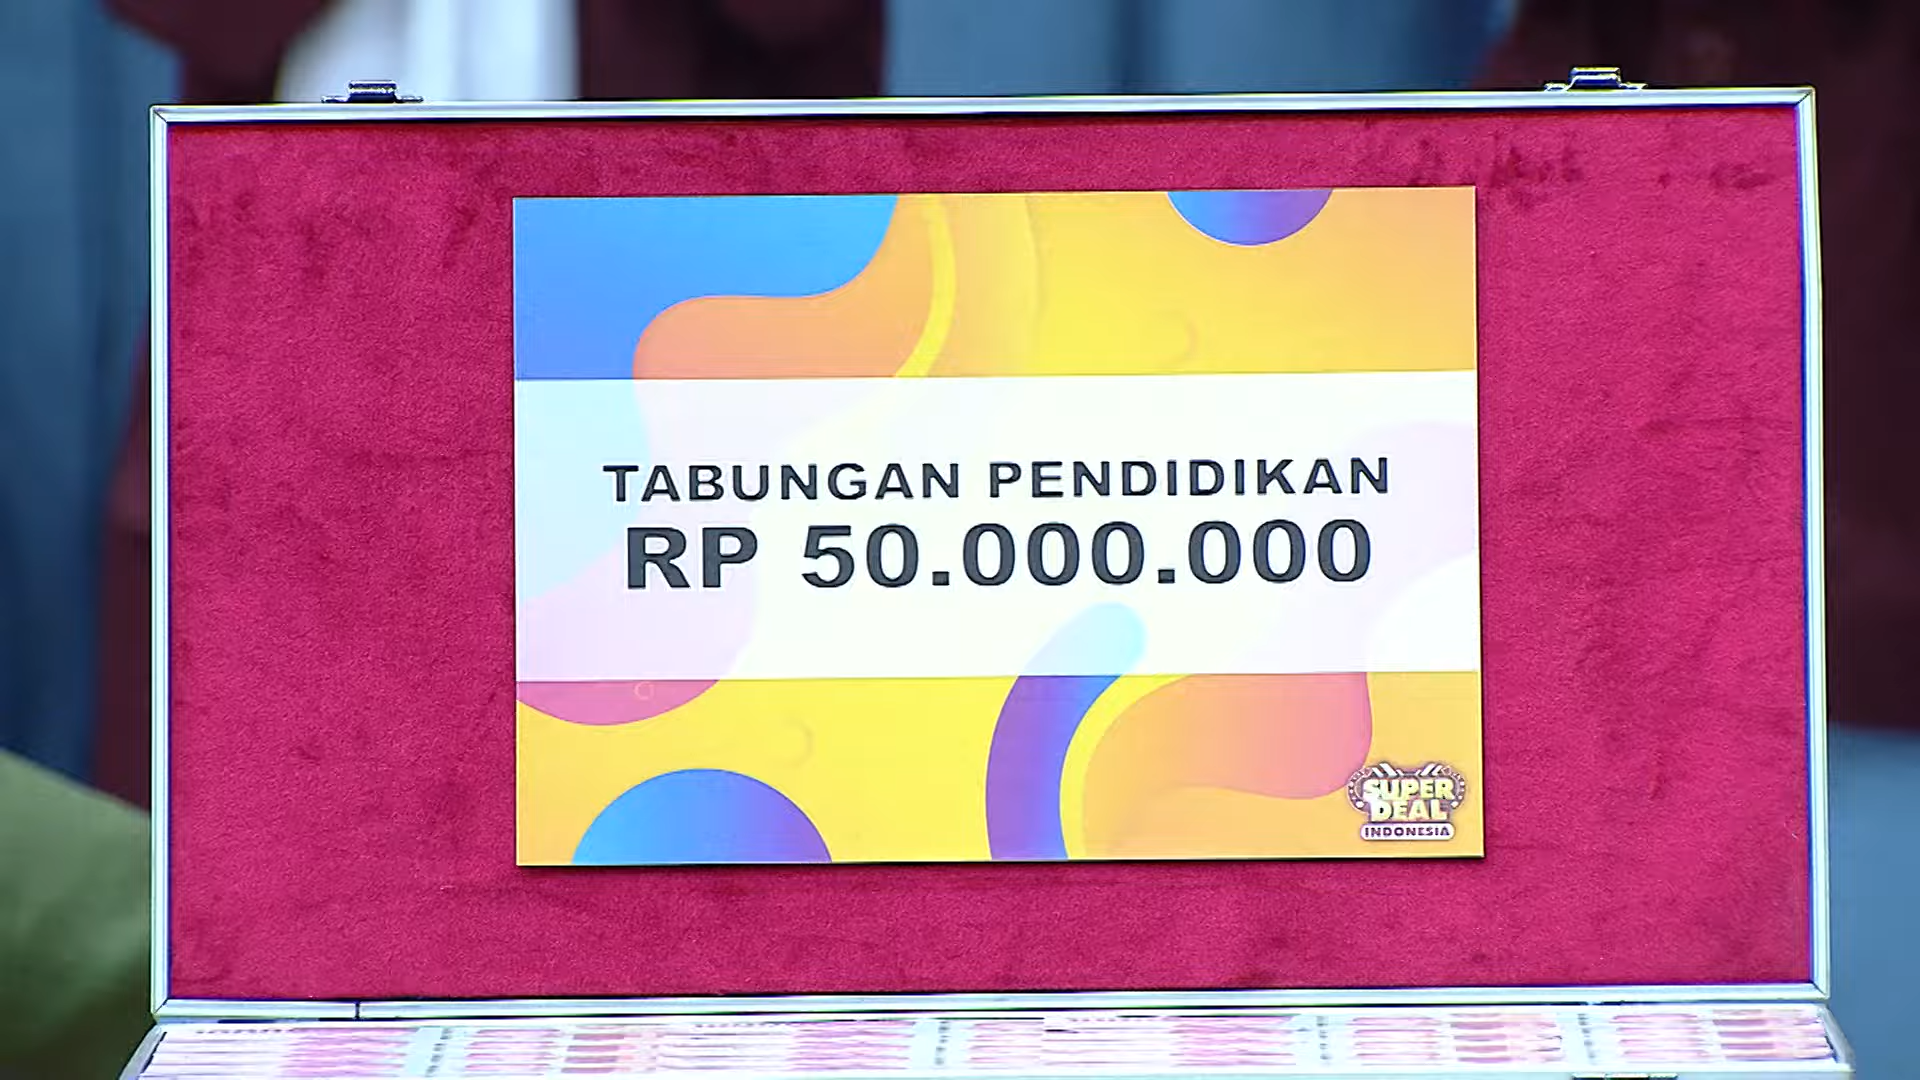 TABUNGAN PENDIDIKAN
RP 50.000.000
SUPER
DEAL
INDONESIA